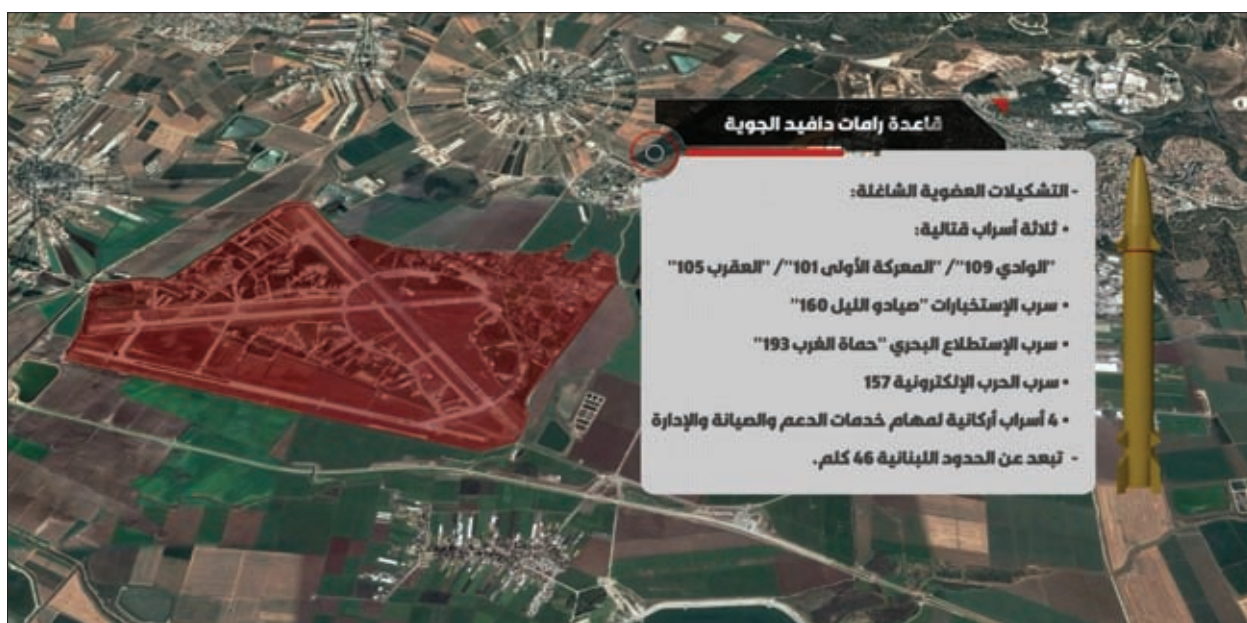 قاعدة رامات دافيد الجوية
- التشكيلات العضوية الشاغلة:
• ثلاثة أسراب قتالية:
"الوادي 109"/ "المعركة الأولى 101"/ "العقرب 105"
• سرب الإستخبارات "صيادو الليل 160"
• سرب الإستطلاع البحري "حماة الغرب 193"
• سرب الحرب الإلكترونية 157
• 4 أسراب أركانية لمهام خدمات الدعم والصيانة والإدارة
- تبعد عن الحدود اللبنانية 46 كلم.